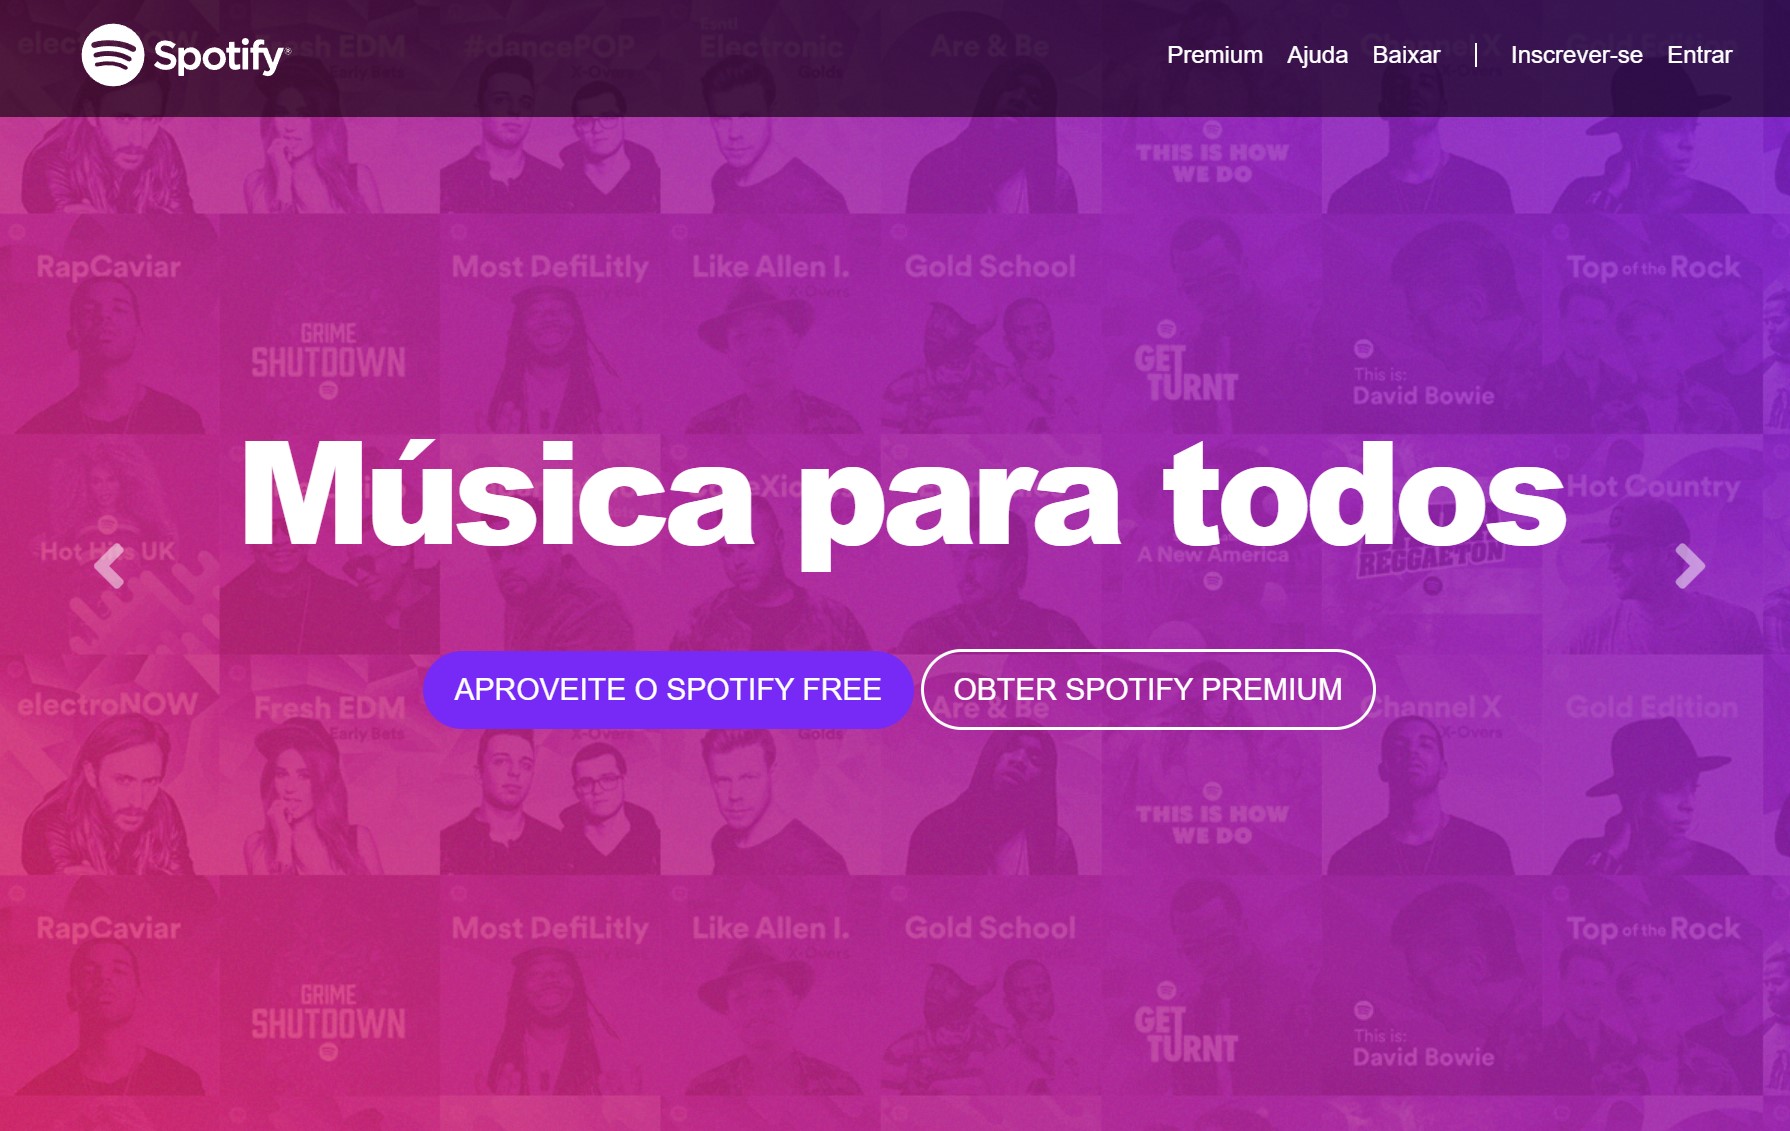 Spotify®
Premium Ajuda Baixar | Inscrever-se Entrar
electroNOW
Fresh EDM
Early Bets
#dancePOP
X-Overs
Electro
Golds
Are & Be
Channel X
Gold Edition
THIS IS HOW
WE DO
RapCaviar
GRIME
SHUTDOWN
Most DefiLitly
Like Allen I.
X-Overs
Gold School
GET
TURNT
This is:
David Bowie
Top of the Rock
Música para todos
Hot Hits UK
A New America
REGGAETON
Hot Country
APROVEITE O SPOTIFY FREE
OBTER SPOTIFY PREMIUM
electroNOW
Fresh EDM
Early Bets
X-Overs
Golds
Are & Be
THIS IS HOW
WE DO
Channel X
X-Overs
Gold Edition
RapCaviar
GRIME
SHUTDOWN
Most DefiLitly
Like Allen I.
X-Overs
Gold School
GET
TURNT
This is:
David Bowie
Top of the Rock